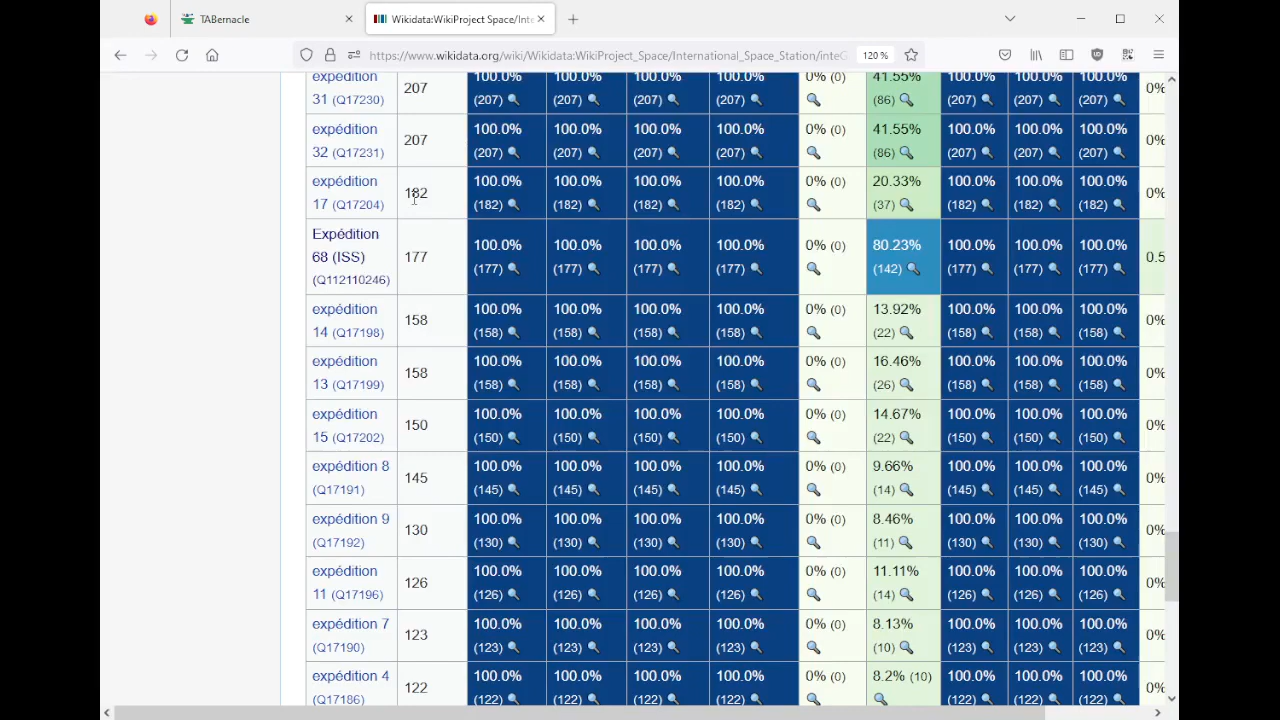 TABernacle
Wikidata:WikiProject Space/Inte
https://www.wikidata.org/wiki/Wikidata:WikiProject_Space/International_Space_Station/inteG
120 %
expédition 31 (Q17230) 207 100.0% (207) 100.0% (207) 100.0% (207) 100.0% (207) 0% (0) 41.55% (86) 100.0% (207) 100.0% (207) 100.0% (207) 0%
expédition 32 (Q17231) 207 100.0% (207) 100.0% (207) 100.0% (207) 100.0% (207) 0% (0) 41.55% (86) 100.0% (207) 100.0% (207) 100.0% (207) 0%
expédition 17 (Q17204) 182 100.0% (182) 100.0% (182) 100.0% (182) 100.0% (182) 0% (0) 20.33% (37) 100.0% (182) 100.0% (182) 100.0% (182) 0%
Expédition 68 (ISS) (Q112110246) 177 100.0% (177) 100.0% (177) 100.0% (177) 100.0% (177) 0% (0) 80.23% (142) 100.0% (177) 100.0% (177) 100.0% (177) 0.5
expédition 14 (Q17198) 158 100.0% (158) 100.0% (158) 100.0% (158) 100.0% (158) 0% (0) 13.92% (22) 100.0% (158) 100.0% (158) 100.0% (158) 0%
expédition 13 (Q17199) 158 100.0% (158) 100.0% (158) 100.0% (158) 100.0% (158) 0% (0) 16.46% (26) 100.0% (158) 100.0% (158) 100.0% (158) 0%
expédition 15 (Q17202) 150 100.0% (150) 100.0% (150) 100.0% (150) 100.0% (150) 0% (0) 14.67% (22) 100.0% (150) 100.0% (150) 100.0% (150) 0%
expédition 8 (Q17191) 145 100.0% (145) 100.0% (145) 100.0% (145) 100.0% (145) 0% (0) 9.66% (14) 100.0% (145) 100.0% (145) 100.0% (145) 0%
expédition 9 (Q17192) 130 100.0% (130) 100.0% (130) 100.0% (130) 100.0% (130) 0% (0) 8.46% (11) 100.0% (130) 100.0% (130) 100.0% (130) 0%
expédition 11 (Q17196) 126 100.0% (126) 100.0% (126) 100.0% (126) 100.0% (126) 0% (0) 11.11% (14) 100.0% (126) 100.0% (126) 100.0% (126) 0%
expédition 7 (Q17190) 123 100.0% (123) 100.0% (123) 100.0% (123) 100.0% (123) 0% (0) 8.13% (10) 100.0% (123) 100.0% (123) 100.0% (123) 0%
expédition 4 (Q17186) 122 100.0% (122) 100.0% (122) 100.0% (122) 100.0% (122) 0% (0) 8.2% (10) 100.0% (122) 100.0% (122) 100.0% (122) 0%